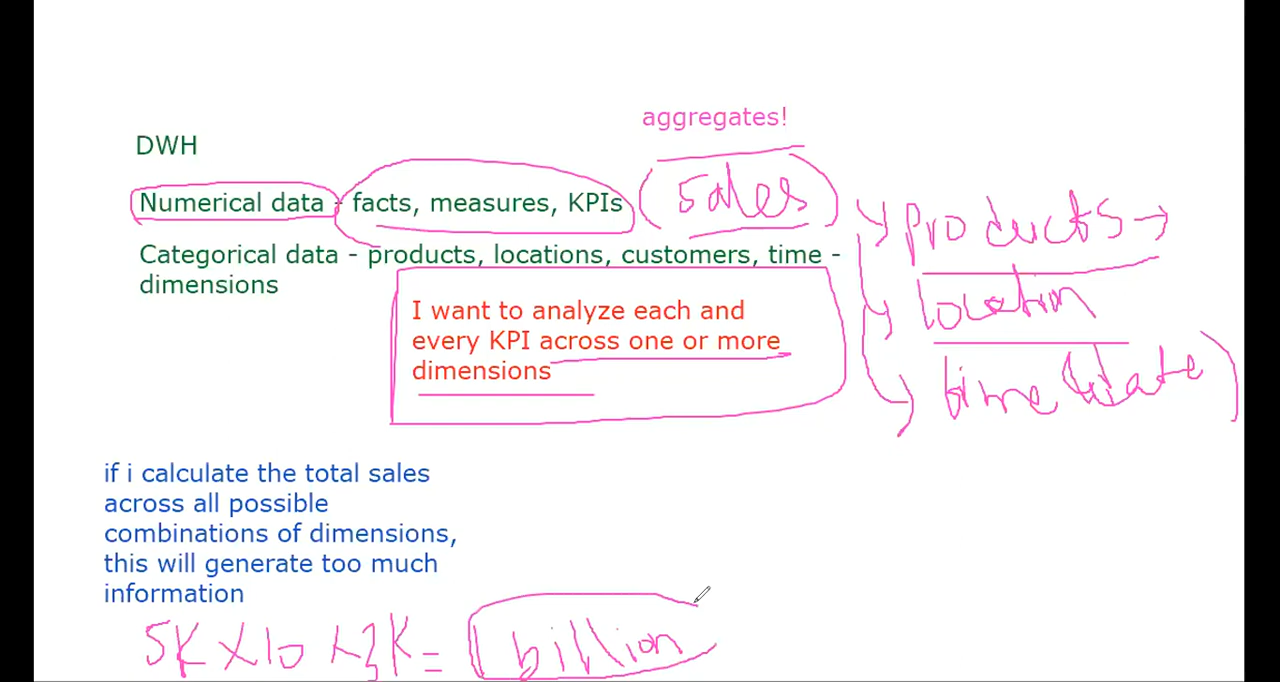 aggregates!
DWH
Numerical data - facts, measures, KPIs (sales)
products →
Categorical data - products, locations, customers, time -
dimensions
location
I want to analyze each and
every KPI across one or more
dimensions
time (date)
if i calculate the total sales
across all possible
combinations of dimensions,
this will generate too much
information
5K X 10 X 3K = 1 billion